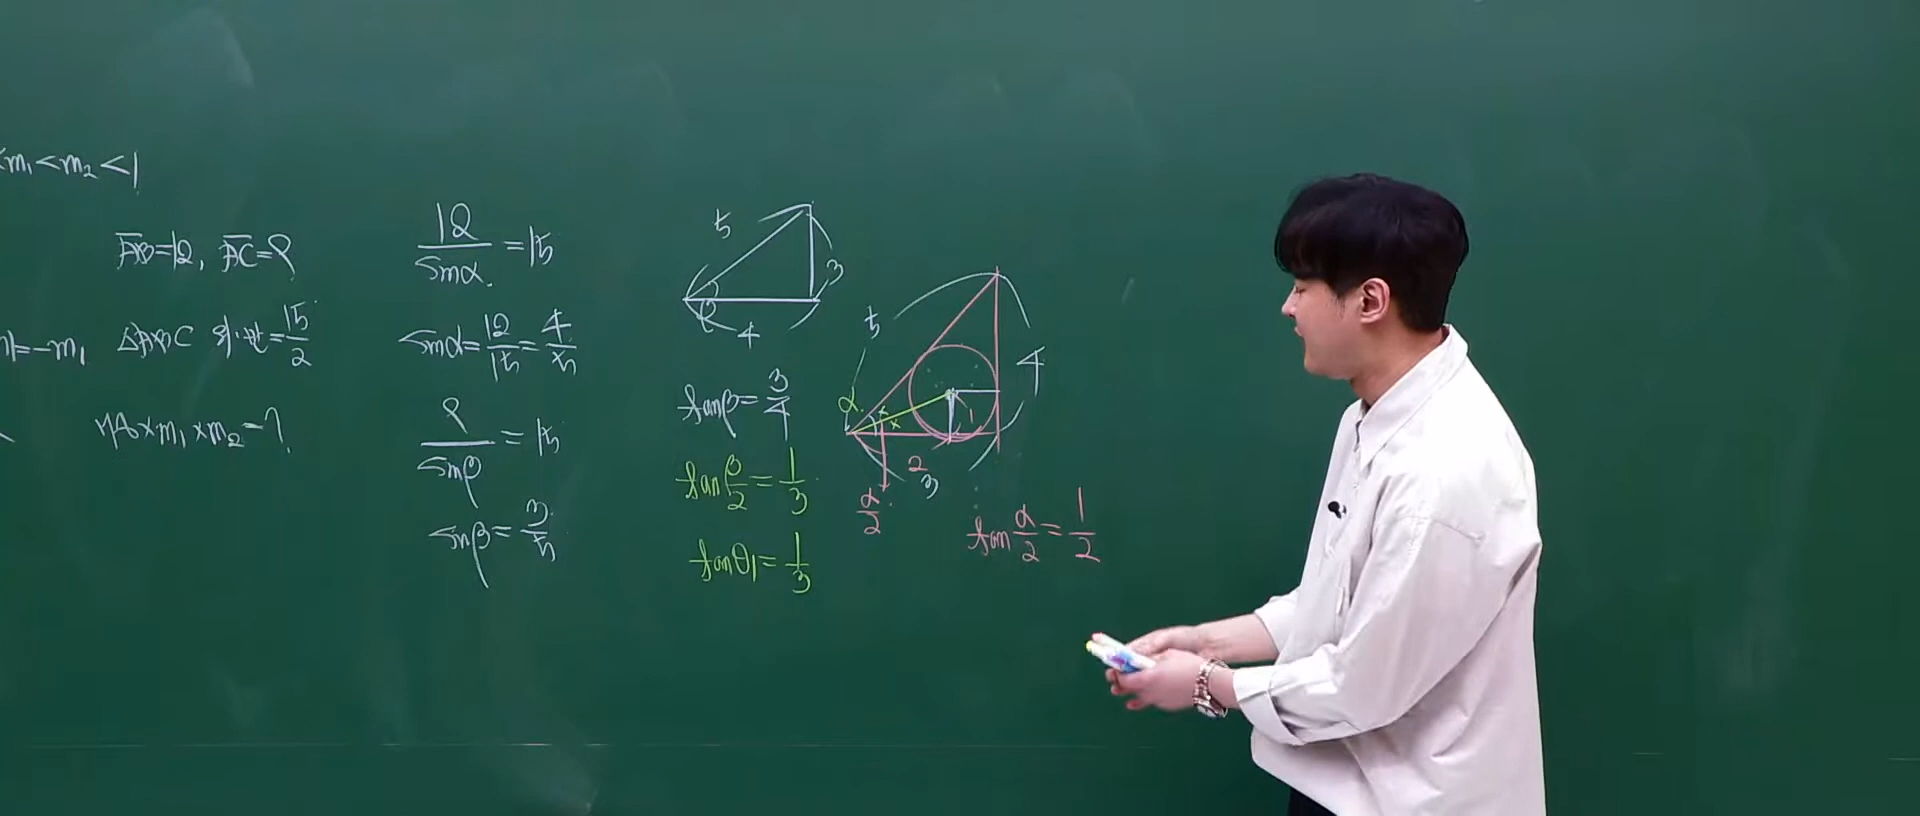 m₁<m₂<1
AB=12, AC=9
=-m₁ △ABC 외.반=15/2
78×m₁×m₂=?
12/sinα=15
sinα=12/15=4/5
9/sinβ=15
sinβ=3/5
5
3
β
4
tanβ=3/4
tan β/2=1/3
tanθ₁=1/3
5
4
α
×
×
1
2
3
α/2
tan α/2=1/2